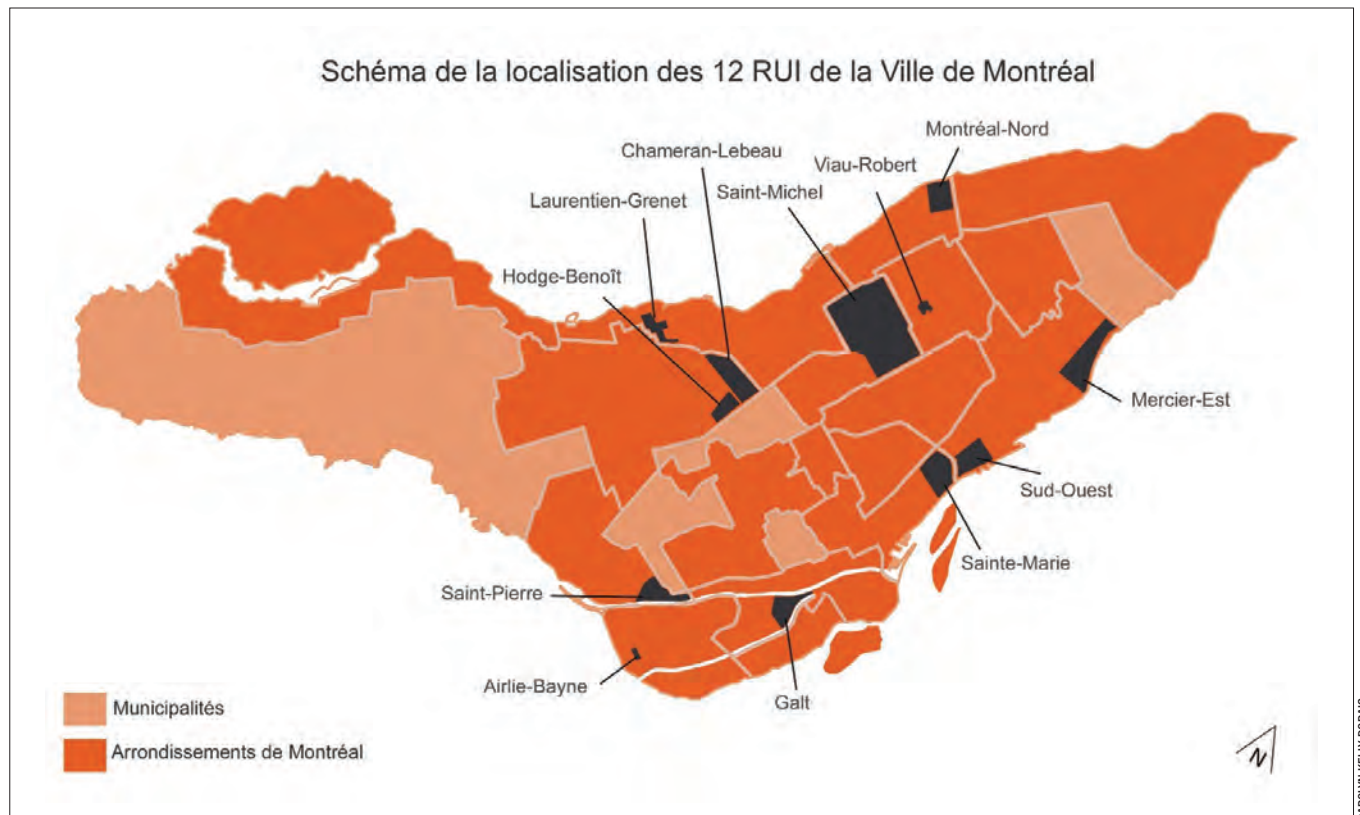 Schéma de la localisation des 12 RUI de la Ville de Montréal
Montréal-Nord
Chameran-Lebeau
Viau-Robert
Saint-Michel
Laurentien-Grenet
Hodge-Benoît
Mercier-Est
Sud-Ouest
Sainte-Marie
Saint-Pierre
Airlie-Bayne
Galt
Municipalités
Arrondissements de Montréal
N